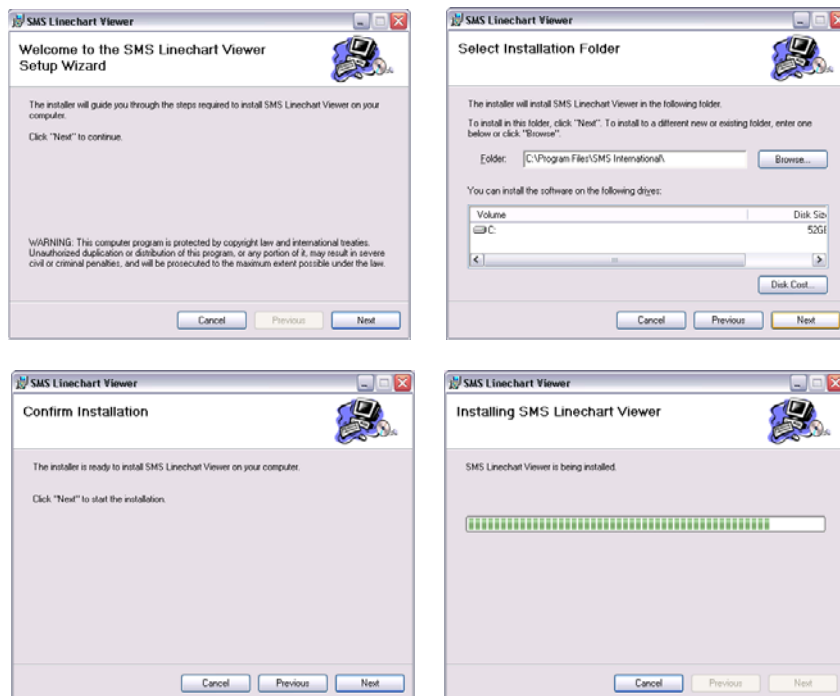 SMS Linechart Viewer
Welcome to the SMS Linechart Viewer
Setup Wizard
The installer will guide you through the steps required to install SMS Linechart Viewer on your
computer.
Click "Next" to continue.
WARNING: This computer program is protected by copyright law and international treaties.
Unauthorized duplication or distribution of this program, or any portion of it, may result in severe
civil or criminal penalties, and will be prosecuted to the maximum extent possible under the law.
Cancel Previous Next
SMS Linechart Viewer
Select Installation Folder
The installer will install SMS Linechart Viewer in the following folder.
To install in this folder, click "Next". To install to a different new or existing folder, enter one
below or click "Browse".
Folder: C:\Program Files\SMS International\ Browse...
You can install the software on the following drives:
Volume Disk Size
C: 52GB
Disk Cost...
Cancel Previous Next
SMS Linechart Viewer
Confirm Installation
The installer is ready to install SMS Linechart Viewer on your computer.
Click "Next" to start the installation.
Cancel Previous Next
SMS Linechart Viewer
Installing SMS Linechart Viewer
SMS Linechart Viewer is being installed.
Cancel Previous Next